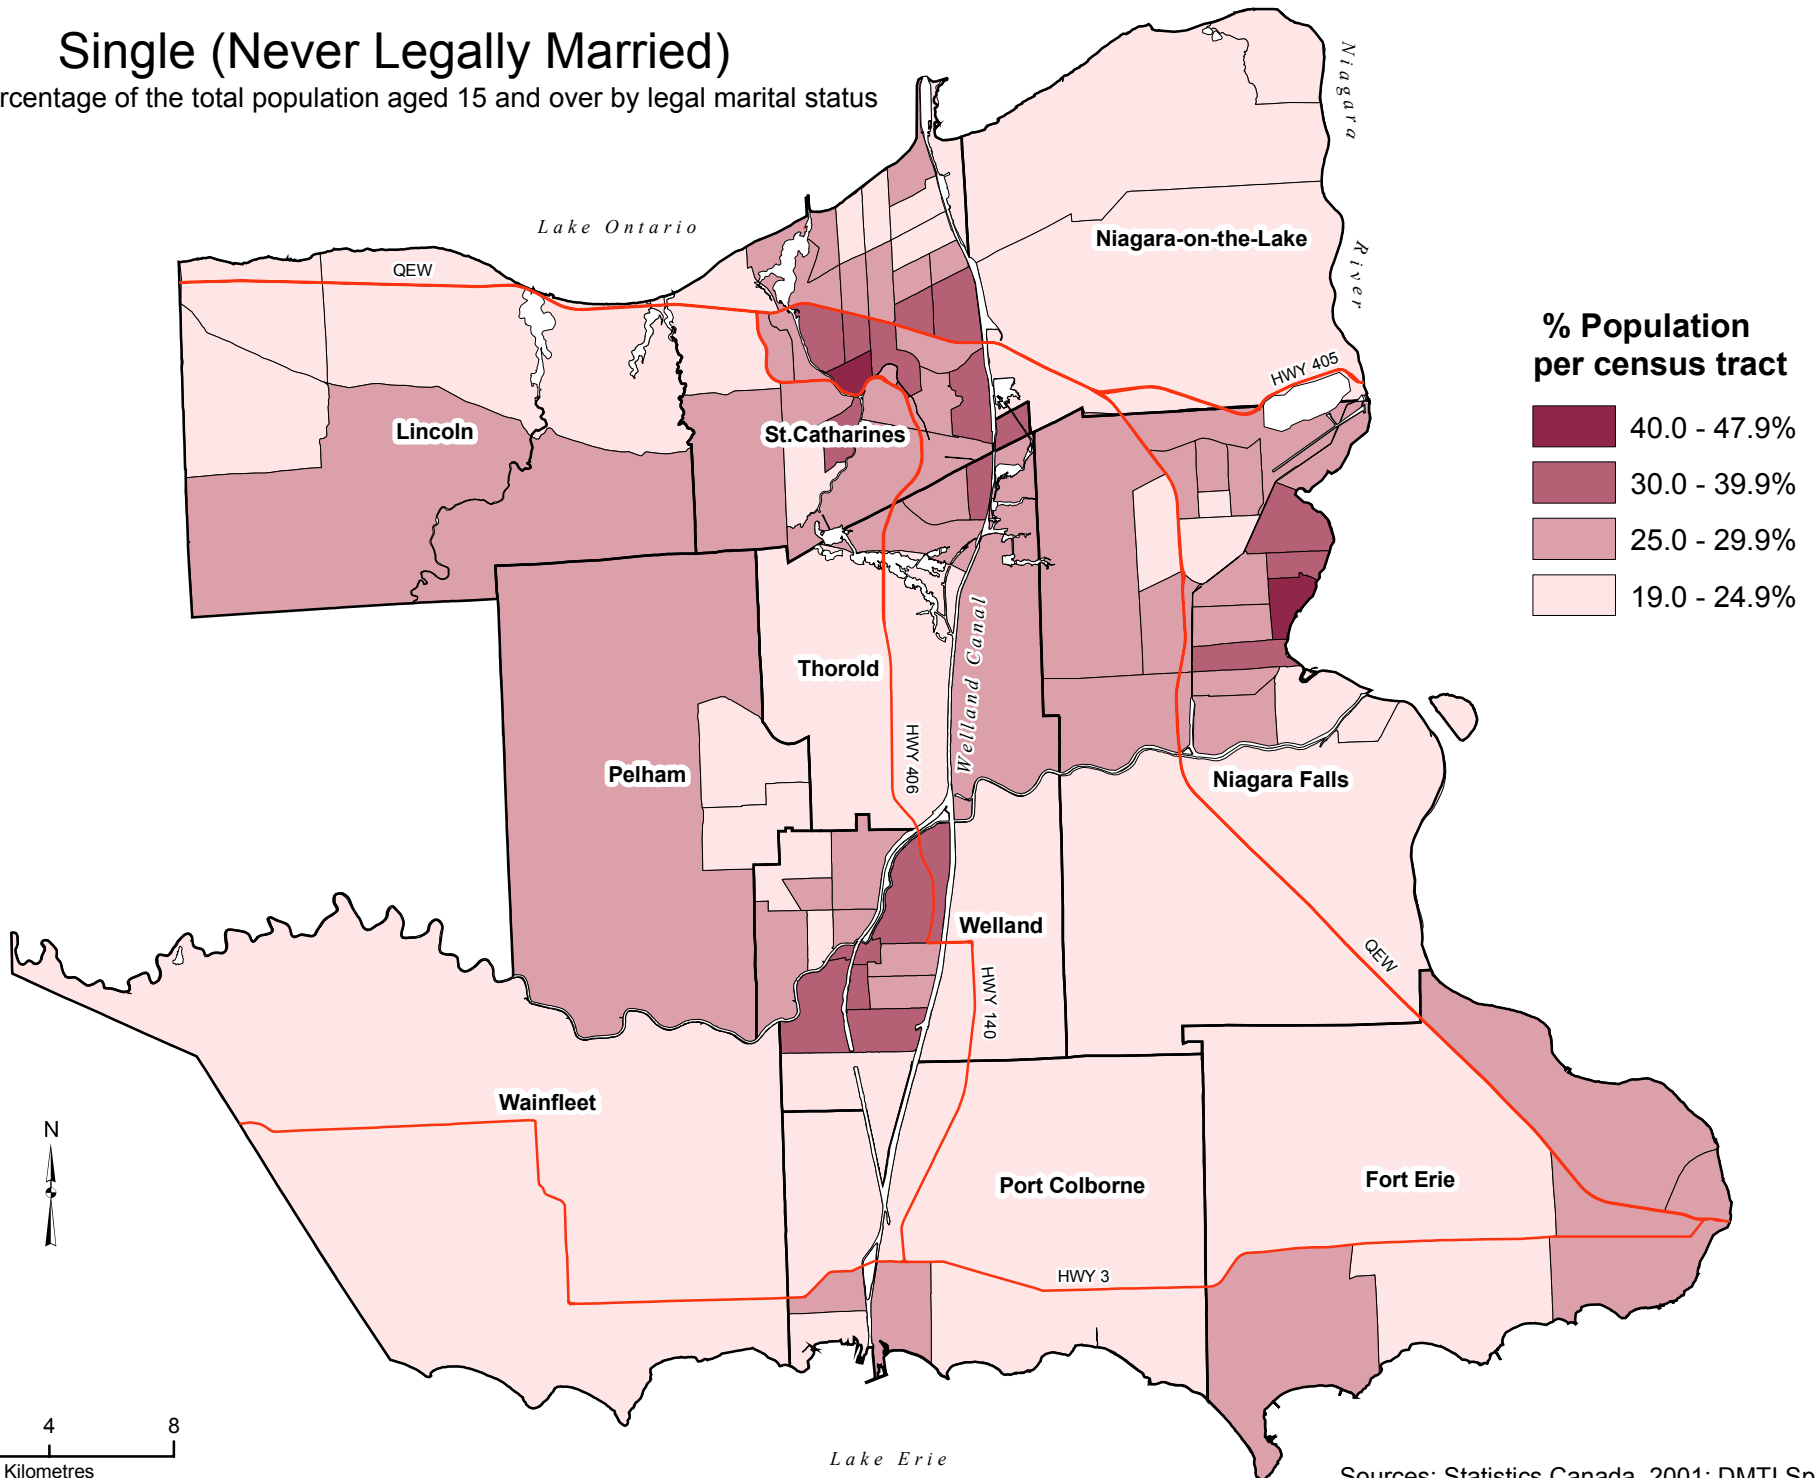 Single (Never Legally Married)
rcentage of the total population aged 15 and over by legal marital status
Niagara
River
Lake Ontario
QEW
Niagara-on-the-Lake
HWY 405
% Population
per census tract
40.0 - 47.9%
30.0 - 39.9%
25.0 - 29.9%
19.0 - 24.9%
Lincoln
St.Catharines
Thorold
Welland Canal
HWY 406
Pelham
Niagara Falls
Welland
QEW
HWY 140
Wainfleet
N
Port Colborne
Fort Erie
HWY 3
4 8
Kilometres
Lake Erie
Sources: Statistics Canada, 2001; DMTI Sp